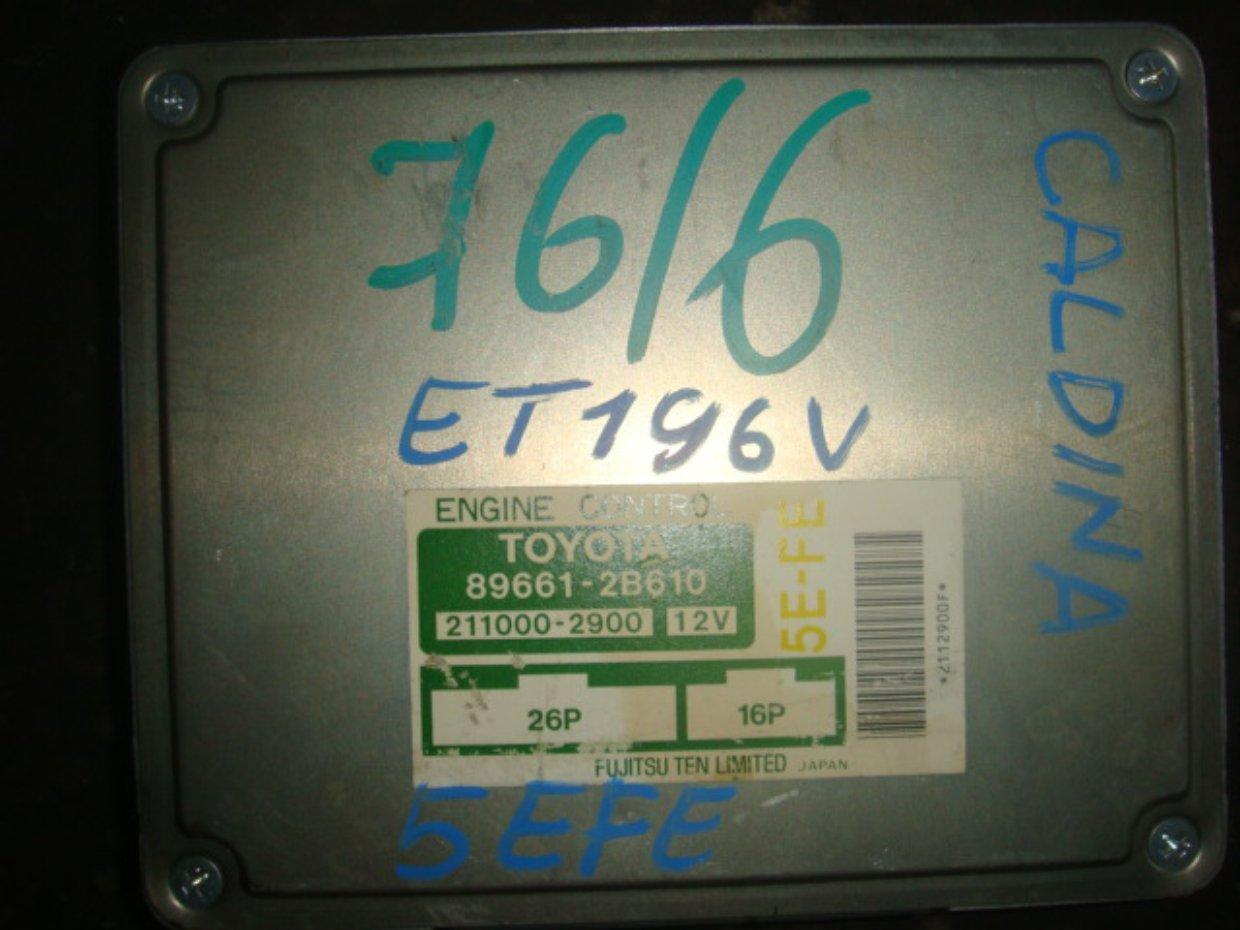 76/6
CALDINA
ET196V
ENGINE CONTROL
TOYOTA
89661-2B610
211000-2900 12V
5E-FE
*2112900F*
26P 16P
FUJITSU TEN LIMITED JAPAN
5EFE